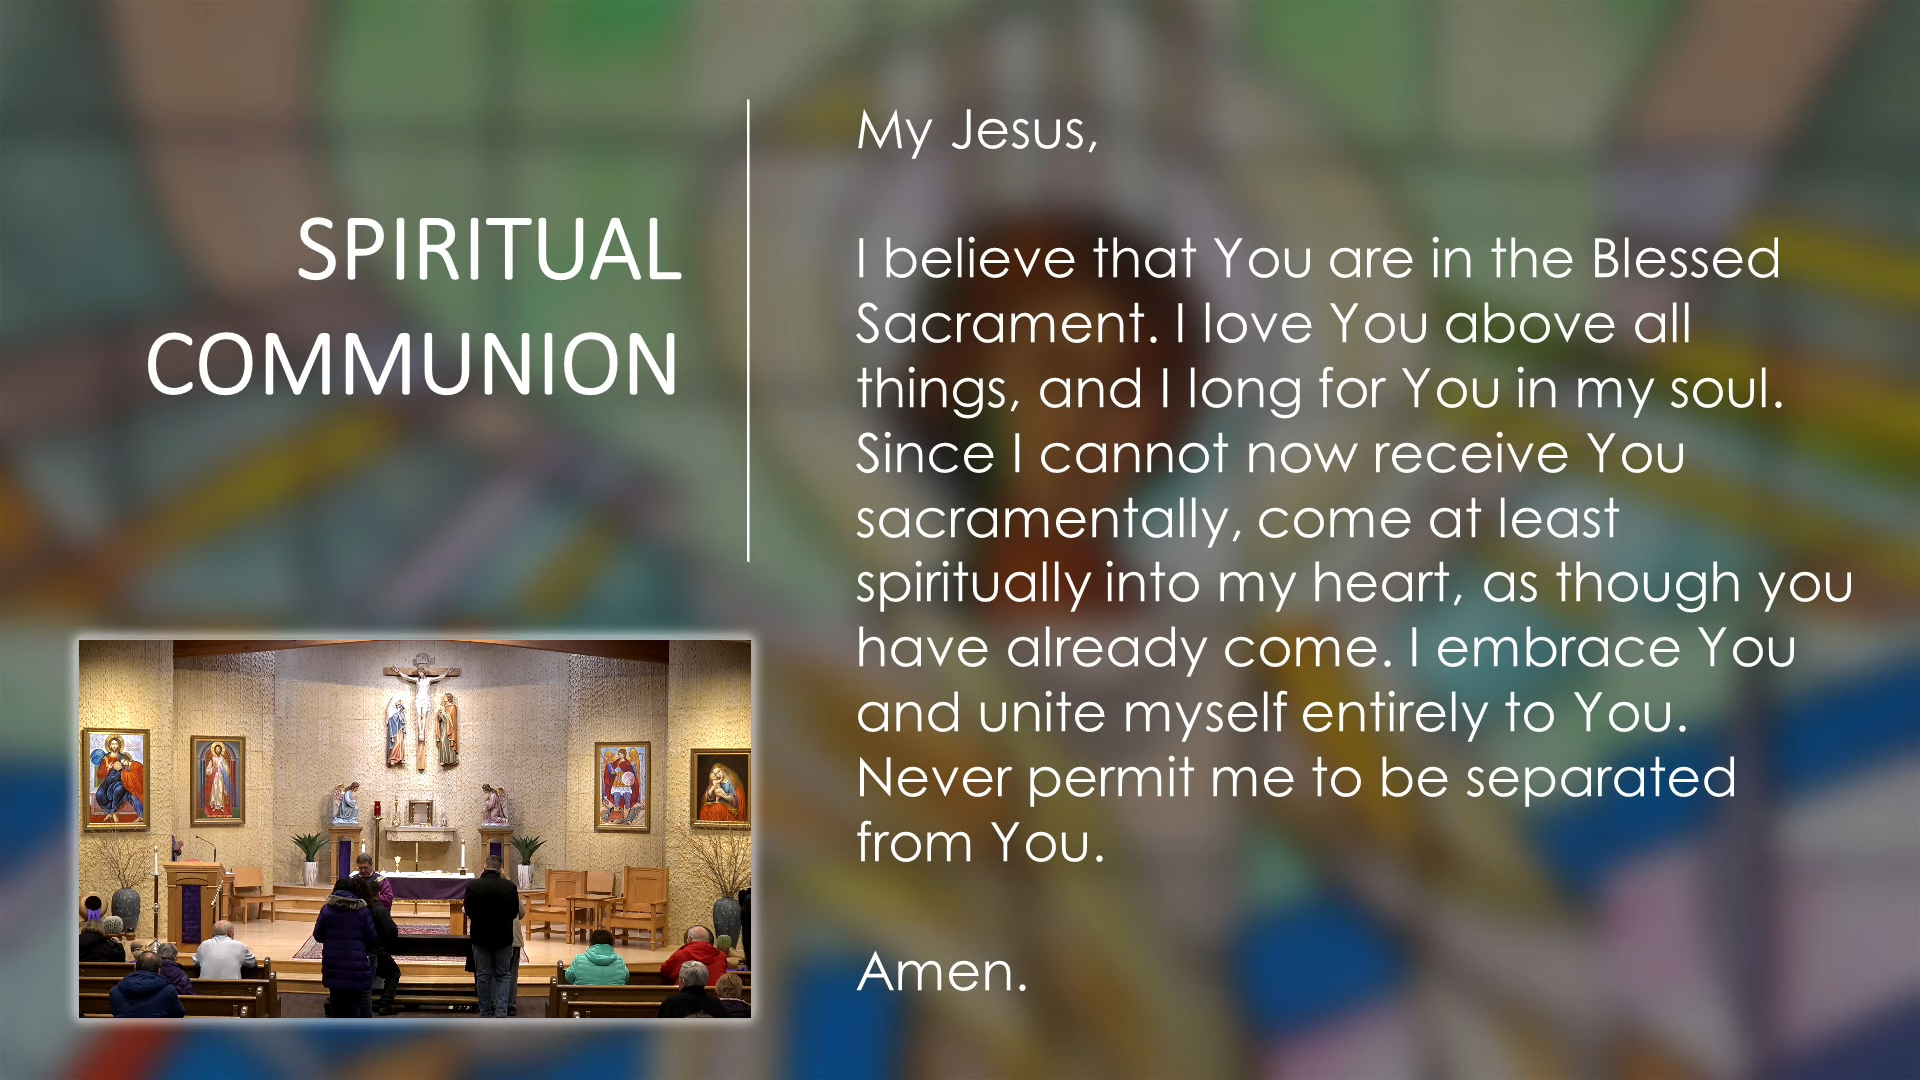 SPIRITUAL
COMMUNION
My Jesus,
I believe that You are in the Blessed
Sacrament. I love You above all
things, and I long for You in my soul.
Since I cannot now receive You
sacramentally, come at least
spiritually into my heart, as though you
have already come. I embrace You
and unite myself entirely to You.
Never permit me to be separated
from You.
Amen.